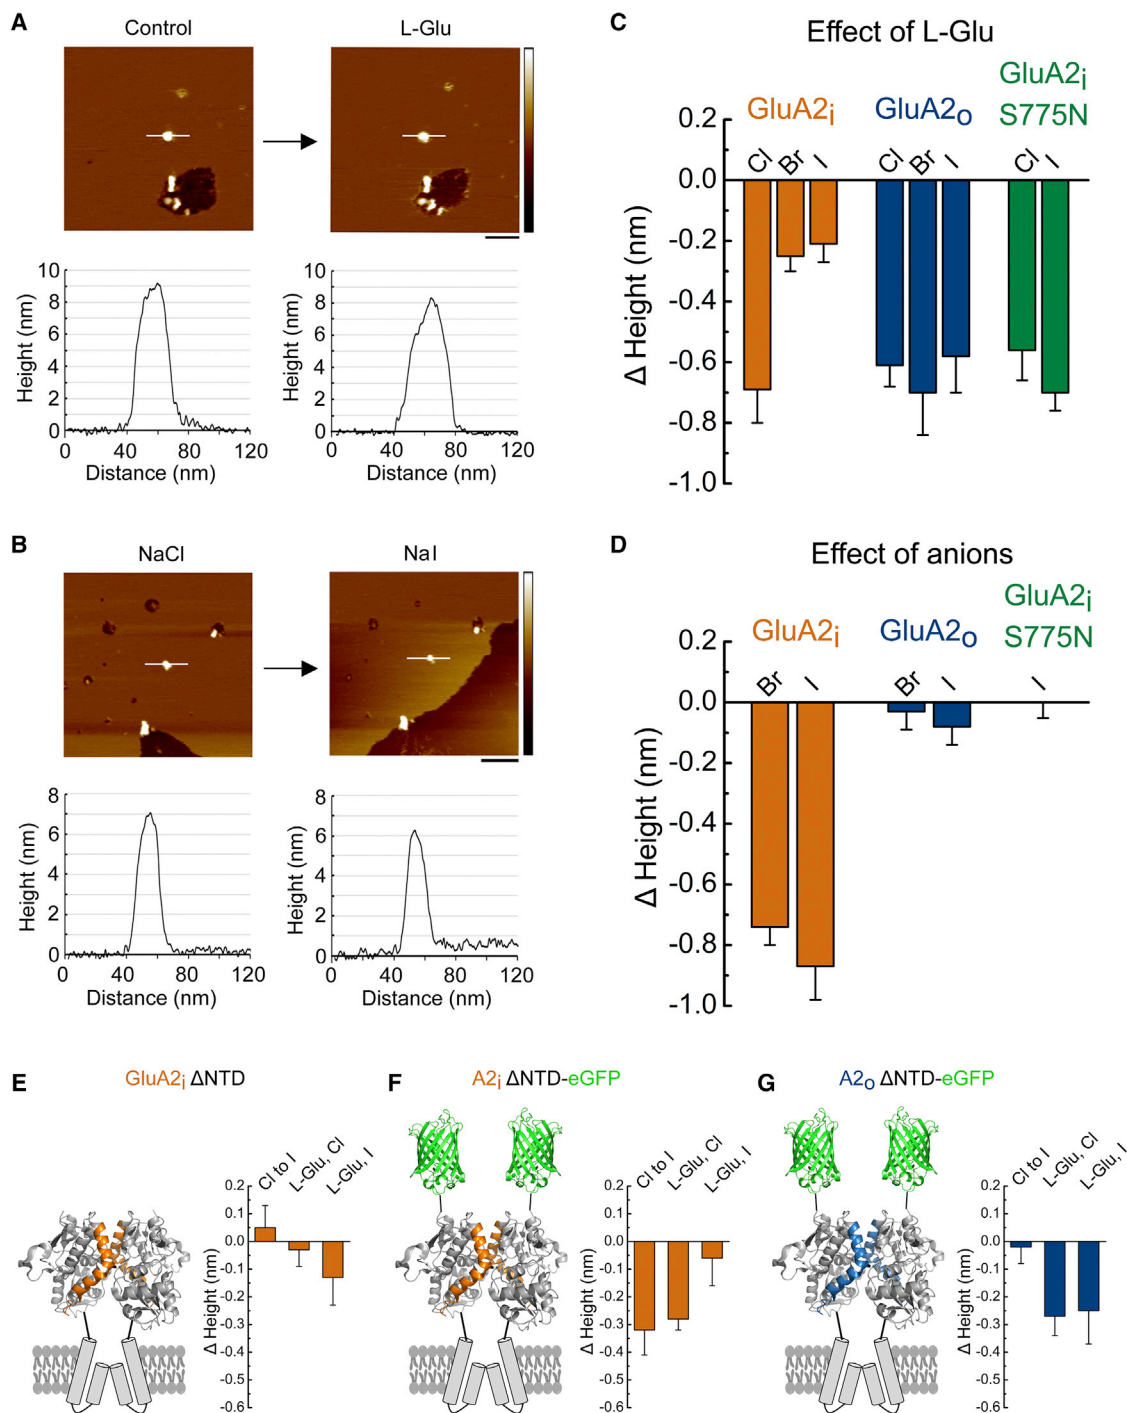 A
Control
L-Glu
10
8
6
4
2
0
Height (nm)
0 40 80 120
Distance (nm)
10
8
6
4
2
0
Height (nm)
0 40 80 120
Distance (nm)
B
NaCl
NaI
8
6
4
2
0
Height (nm)
0 40 80 120
Distance (nm)
8
6
4
2
0
Height (nm)
0 40 80 120
Distance (nm)
C
Effect of L-Glu
GluA2i
GluA2o
GluA2i
S775N
Cl Br I
Cl Br I
Cl I
0.2
0.0
-0.2
-0.4
-0.6
-0.8
-1.0
Δ Height (nm)
D
Effect of anions
GluA2i
GluA2o
GluA2i
S775N
Br I
Br I
I
0.2
0.0
-0.2
-0.4
-0.6
-0.8
-1.0
Δ Height (nm)
E
GluA2i ΔNTD
Cl to I
L-Glu, Cl
L-Glu, I
0.2
0.1
0.0
-0.1
-0.2
-0.3
-0.4
-0.5
-0.6
Δ Height (nm)
F
A2i ΔNTD-eGFP
Cl to I
L-Glu, Cl
L-Glu, I
0.2
0.1
0.0
-0.1
-0.2
-0.3
-0.4
-0.5
-0.6
Δ Height (nm)
G
A2o ΔNTD-eGFP
Cl to I
L-Glu, Cl
L-Glu, I
0.2
0.1
0.0
-0.1
-0.2
-0.3
-0.4
-0.5
-0.6
Δ Height (nm)